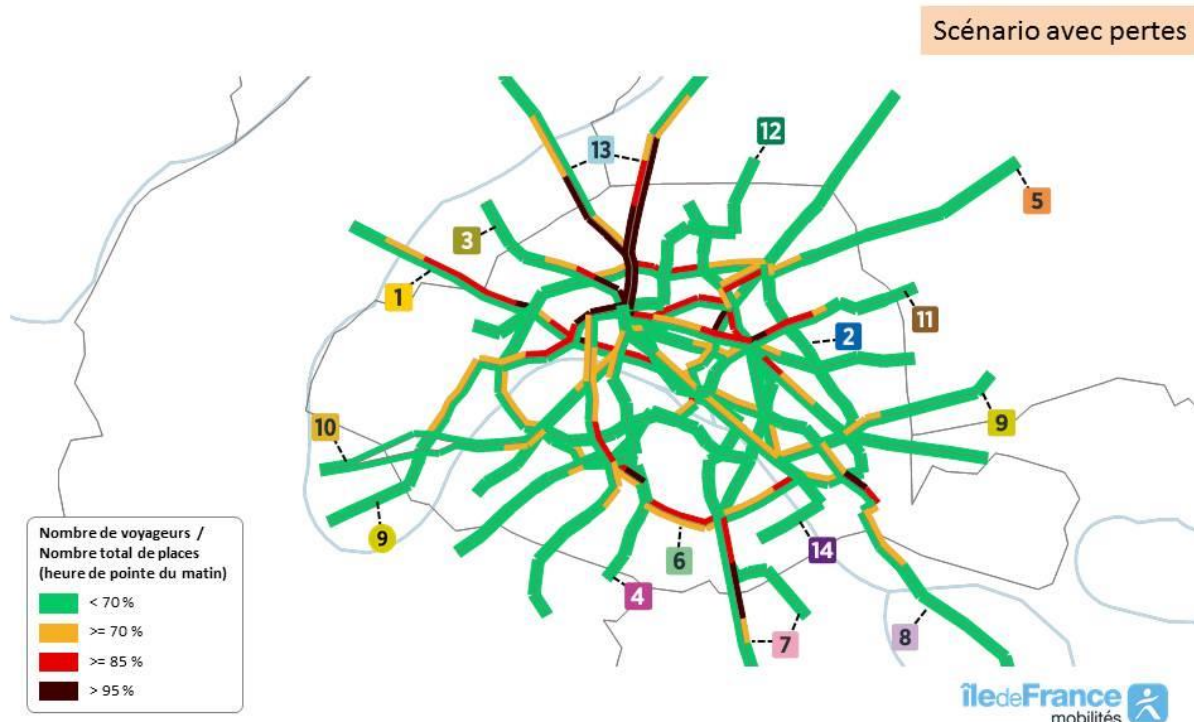 Scénario avec pertes
12
13
5
3
1
11
2
9
10
9
6
14
4
7
8
Nombre de voyageurs /
Nombre total de places
(heure de pointe du matin)
< 70 %
>= 70 %
>= 85 %
> 95 %
îledeFrance
mobilités